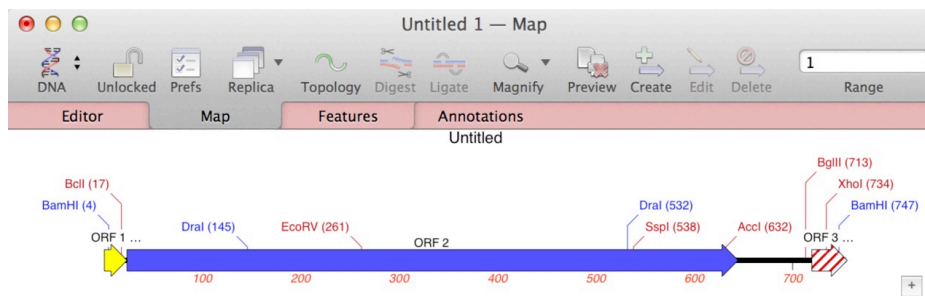 Untitled 1 — Map
DNA Unlocked Prefs Replica Topology Digest Ligate Magnify Preview Create Edit Delete 1 Range
Editor Map Features Annotations
Untitled
BglII (713)
BclI (17) XhoI (734)
BamHI (4) DraI (532) BamHI (747)
DraI (145) EcoRV (261) SspI (538) AccI (632)
ORF 1 ... ORF 2 ORF 3 ...
100 200 300 400 500 600 700